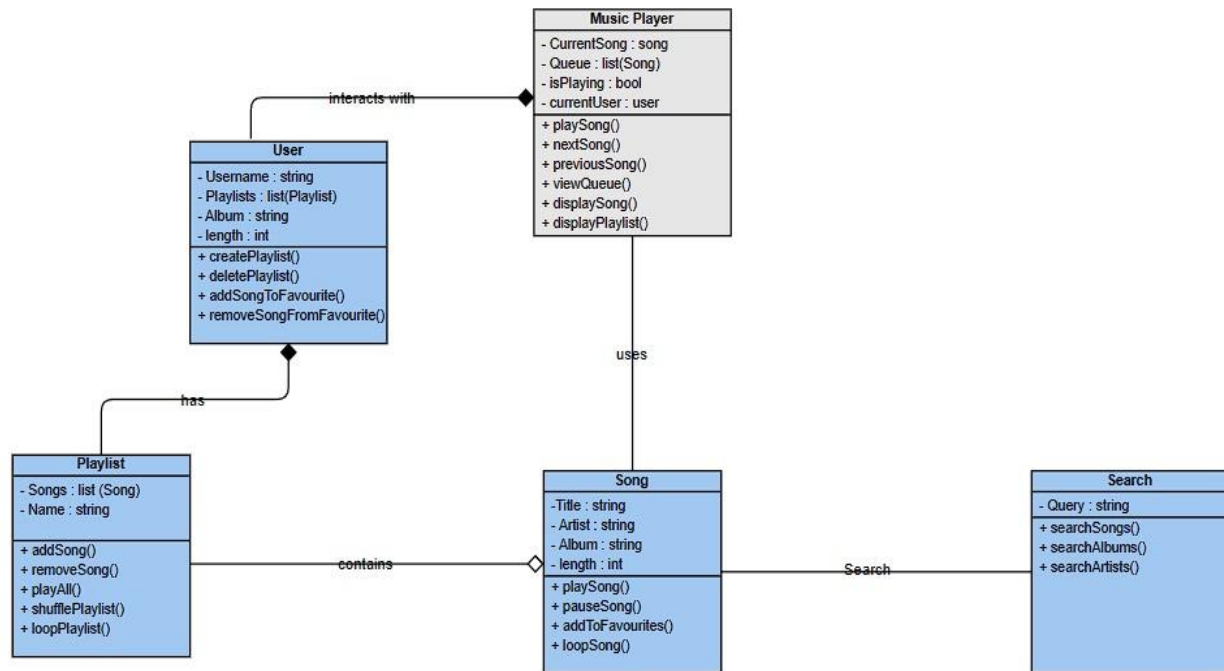 Music Player
- CurrentSong : song
- Queue : list(Song)
- isPlaying : bool
- currentUser : user
+ playSong()
+ nextSong()
+ previousSong()
+ viewQueue()
+ displaySong()
+ displayPlaylist()
interacts with
User
- Username : string
- Playlists : list(Playlist)
- Album : string
- length : int
+ createPlaylist()
+ deletePlaylist()
+ addSongToFavourite()
+ removeSongFromFavourite()
uses
has
Playlist
- Songs : list (Song)
- Name : string
+ addSong()
+ removeSong()
+ playAll()
+ shufflePlaylist()
+ loopPlaylist()
contains
Song
-Title : string
- Artist : string
- Album : string
- length : int
+ playSong()
+ pauseSong()
+ addToFavourites()
+ loopSong()
Search
Search
- Query : string
+ searchSongs()
+ searchAlbums()
+ searchArtists()